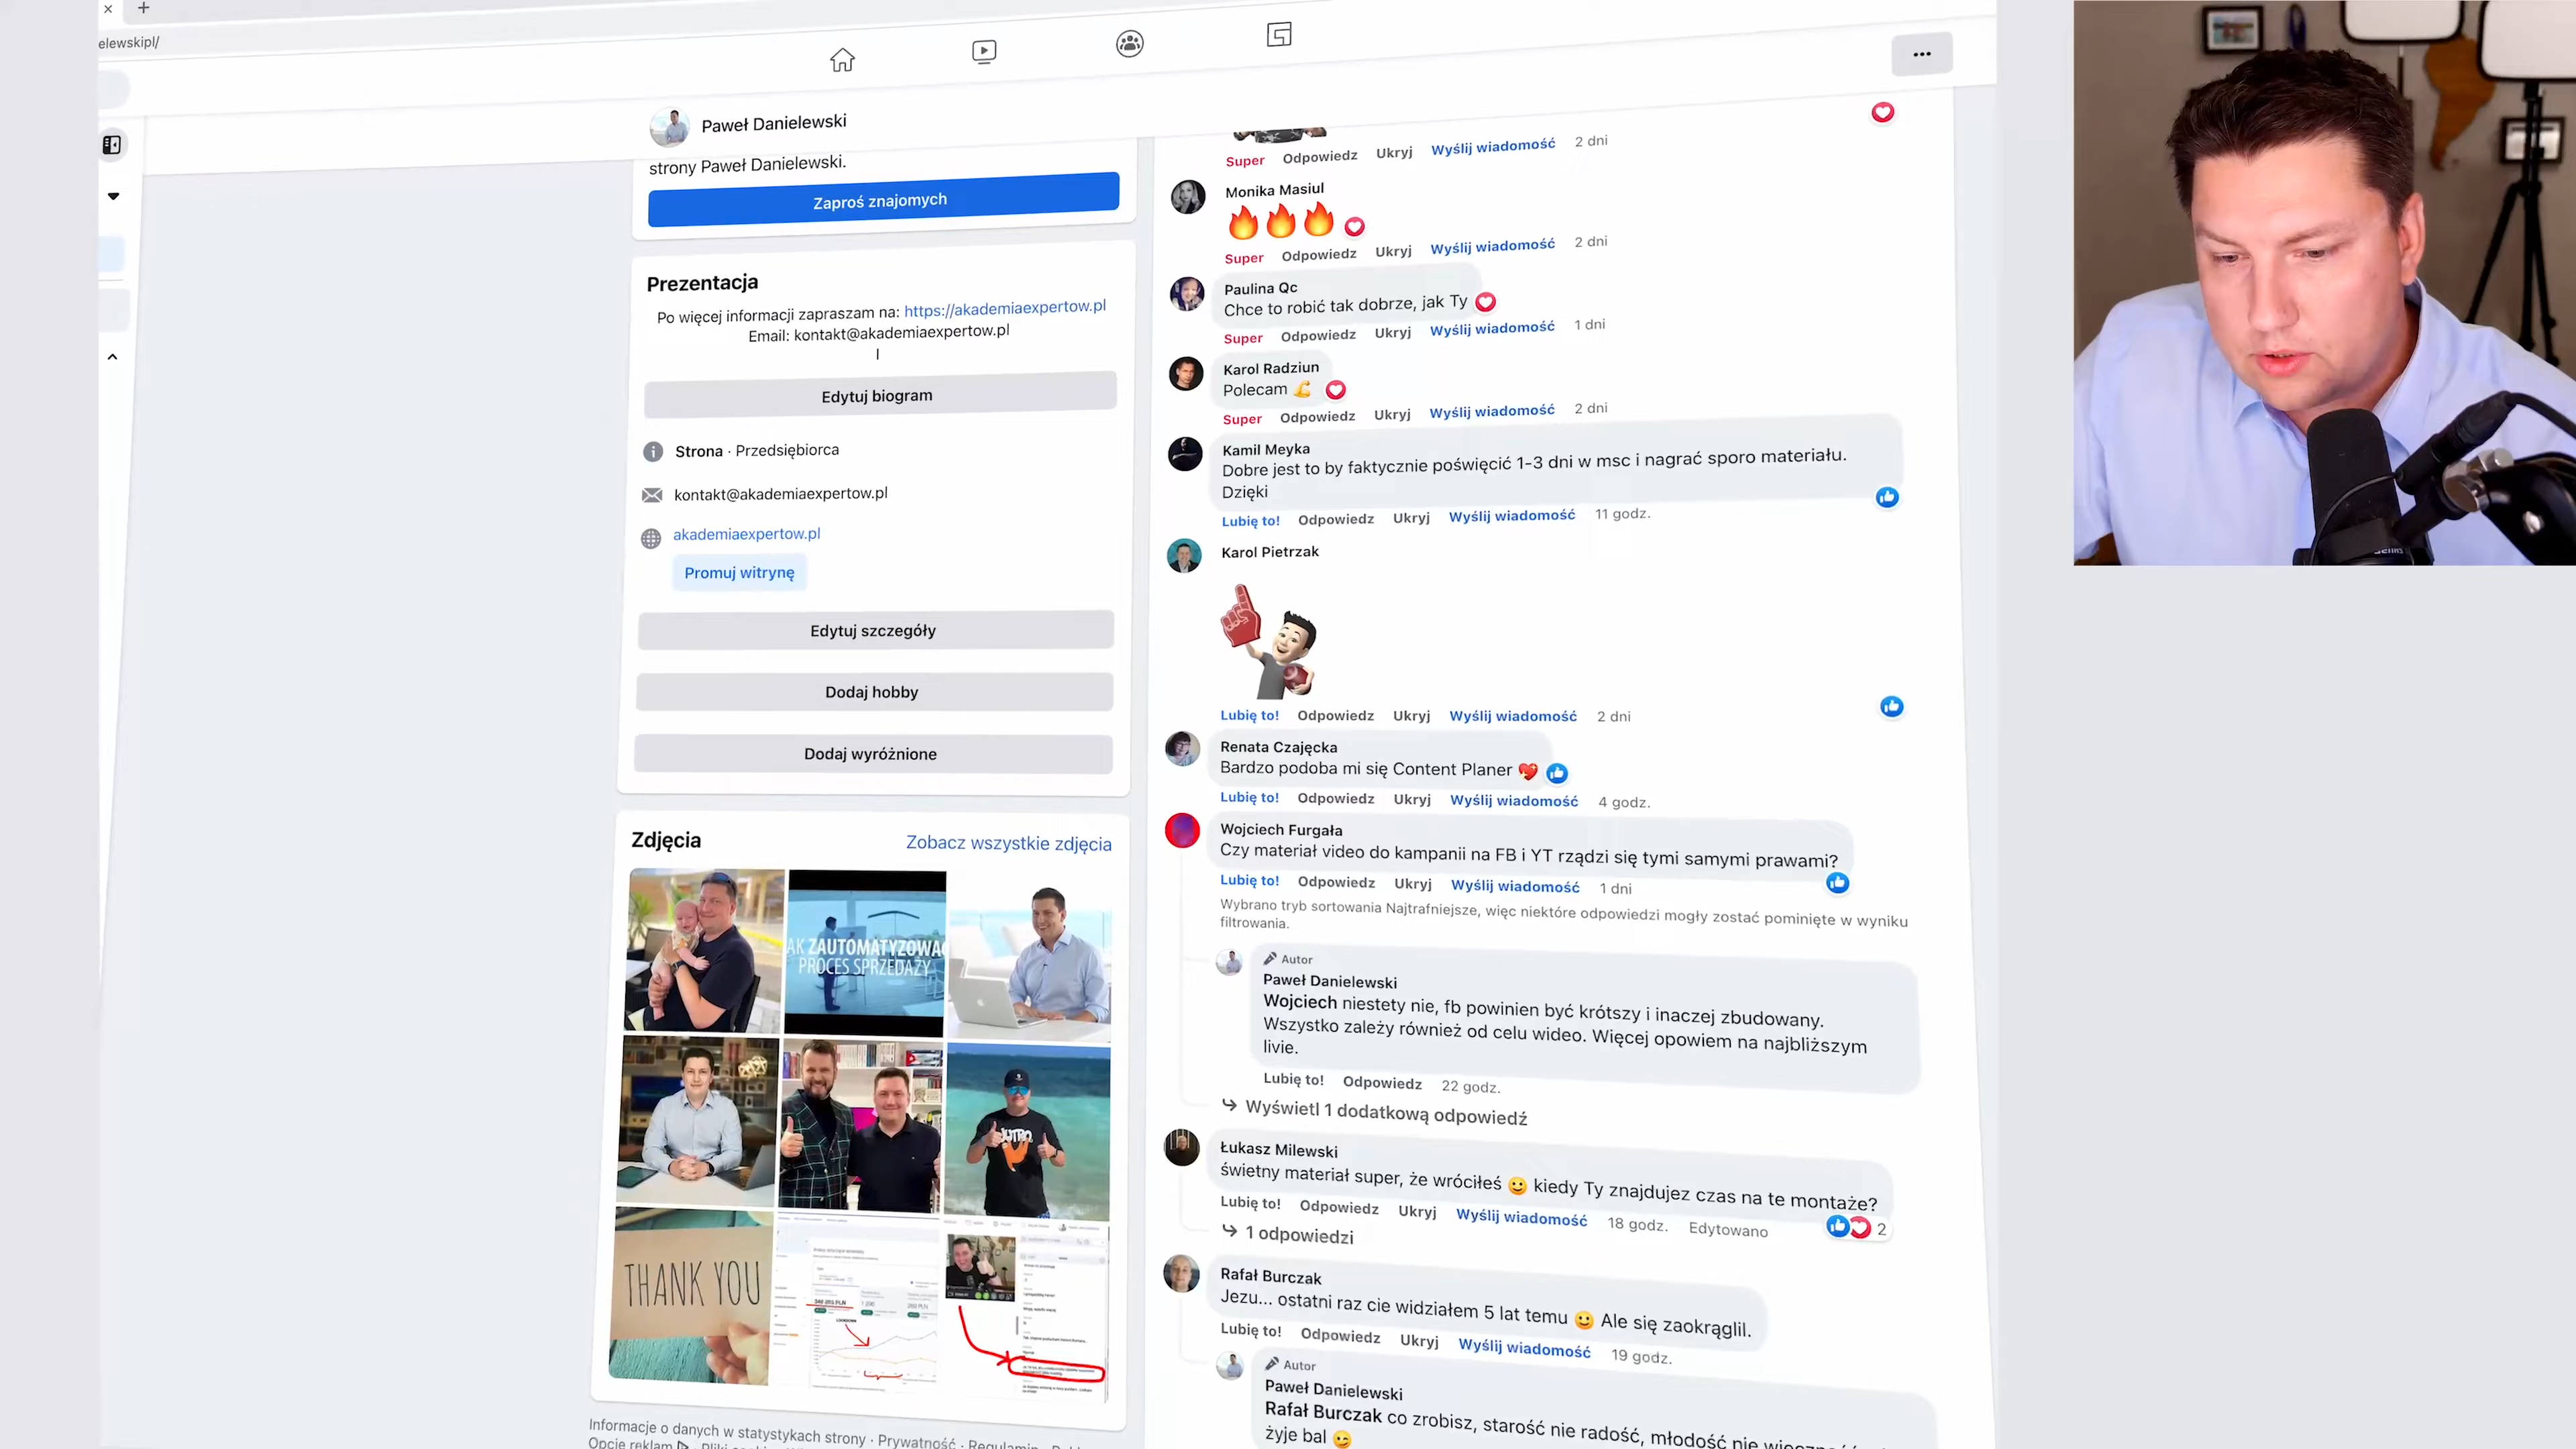 elewskipl/
Paweł Danielewski
strony Paweł Danielewski.
Zaproś znajomych
Prezentacja
Po więcej informacji zapraszam na: https://akademiaexpertow.pl
Email: kontakt@akademiaexpertow.pl
Edytuj biogram
Strona · Przedsiębiorca
kontakt@akademiaexpertow.pl
akademiaexpertow.pl
Promuj witrynę
Edytuj szczegóły
Dodaj hobby
Dodaj wyróżnione
Zdjęcia
Zobacz wszystkie zdjęcia
AK ZAUTOMATYZOWAĆ
PROCES SPRZEDAŻY
JUTRO
THANK YOU
LOCKDOWN
Informacje o danych w statystykach strony · Prywatność · Regulamin ·
Opcje reklam
Super Odpowiedz Ukryj Wyślij wiadomość 2 dni
Monika Masiul
🔥🔥🔥
Super Odpowiedz Ukryj Wyślij wiadomość 2 dni
Paulina Qc
Chce to robić tak dobrze, jak Ty
Super Odpowiedz Ukryj Wyślij wiadomość 1 dni
Karol Radziun
Polecam 💪
Super Odpowiedz Ukryj Wyślij wiadomość 2 dni
Kamil Meyka
Dobre jest to by faktycznie poświęcić 1-3 dni w msc i nagrać sporo materiału.
Dzięki
Lubię to! Odpowiedz Ukryj Wyślij wiadomość 11 godz.
Karol Pietrzak
Lubię to! Odpowiedz Ukryj Wyślij wiadomość 2 dni
Renata Czajęcka
Bardzo podoba mi się Content Planer 💖
Lubię to! Odpowiedz Ukryj Wyślij wiadomość 4 godz.
Wojciech Furgała
Czy materiał video do kampanii na FB i YT rządzi się tymi samymi prawami?
Lubię to! Odpowiedz Ukryj Wyślij wiadomość 1 dni
Wybrano tryb sortowania Najtrafniejsze, więc niektóre odpowiedzi mogły zostać pominięte w wyniku
filtrowania.
Autor
Paweł Danielewski
Wojciech niestety nie, fb powinien być krótszy i inaczej zbudowany.
Wszystko zależy również od celu wideo. Więcej opowiem na najbliższym
livie.
Lubię to! Odpowiedz 22 godz.
Wyświetl 1 dodatkową odpowiedź
Łukasz Milewski
świetny materiał super, że wróciłeś 🙂 kiedy Ty znajdujez czas na te montaże?
Lubię to! Odpowiedz Ukryj Wyślij wiadomość 18 godz. Edytowano
2
1 odpowiedzi
Rafał Burczak
Jezu... ostatni raz cie widziałem 5 lat temu 🙂 Ale się zaokrąglil.
Lubię to! Odpowiedz Ukryj Wyślij wiadomość 19 godz.
Autor
Paweł Danielewski
Rafał Burczak co zrobisz, starość nie radość, młodość nie
żyje bal 😉